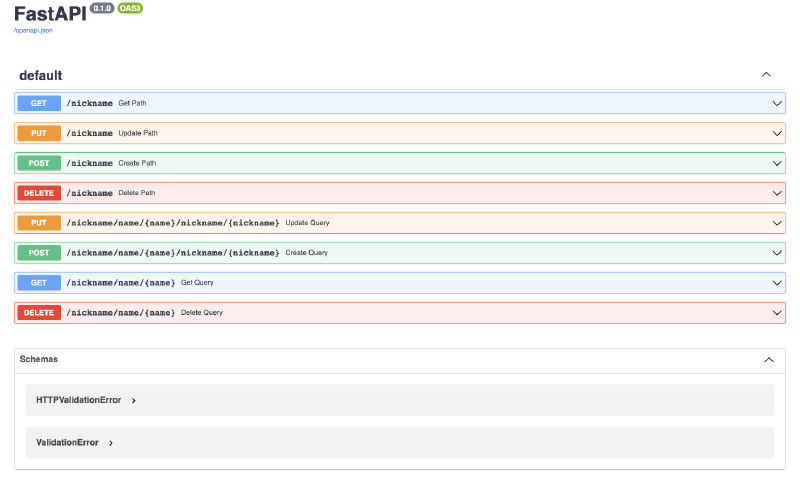 FastAPI 0.1.0 OAS3
/openapi.json
default
GET /nickname Get Path
PUT /nickname Update Path
POST /nickname Create Path
DELETE /nickname Delete Path
PUT /nickname/name/{name}/nickname/{nickname} Update Query
POST /nickname/name/{name}/nickname/{nickname} Create Query
GET /nickname/name/{name} Get Query
DELETE /nickname/name/{name} Delete Query
Schemas
HTTPValidationError
ValidationError